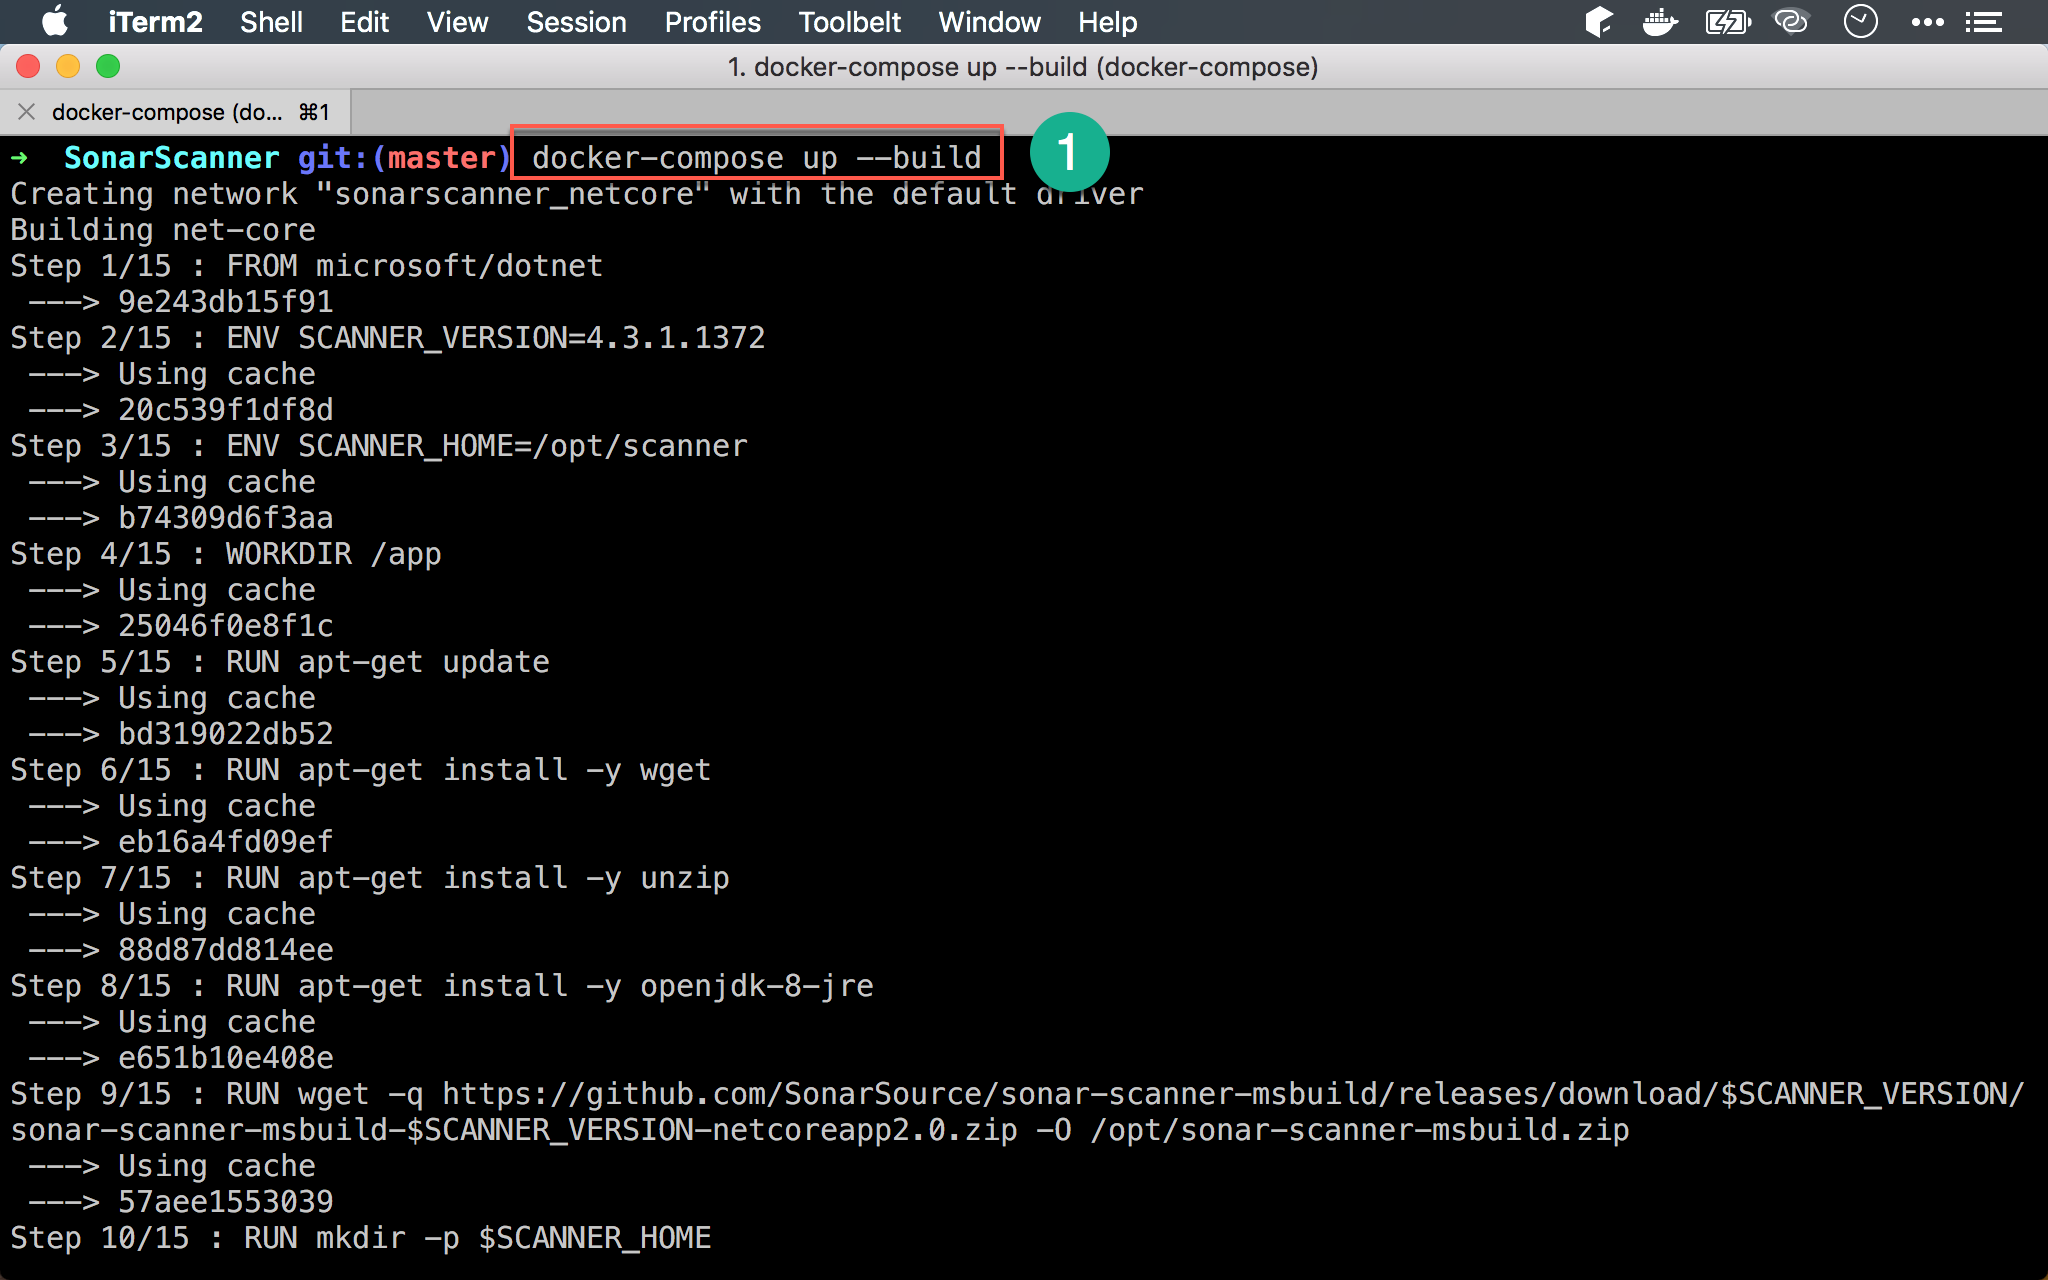 iTerm2 Shell Edit View Session Profiles Toolbelt Window Help
1. docker-compose up --build (docker-compose)
docker-compose (do... ⌘1
➜ SonarScanner git:(master) docker-compose up --build
1
Creating network "sonarscanner_netcore" with the default driver
Building net-core
Step 1/15 : FROM microsoft/dotnet
---> 9e243db15f91
Step 2/15 : ENV SCANNER_VERSION=4.3.1.1372
---> Using cache
---> 20c539f1df8d
Step 3/15 : ENV SCANNER_HOME=/opt/scanner
---> Using cache
---> b74309d6f3aa
Step 4/15 : WORKDIR /app
---> Using cache
---> 25046f0e8f1c
Step 5/15 : RUN apt-get update
---> Using cache
---> bd319022db52
Step 6/15 : RUN apt-get install -y wget
---> Using cache
---> eb16a4fd09ef
Step 7/15 : RUN apt-get install -y unzip
---> Using cache
---> 88d87dd814ee
Step 8/15 : RUN apt-get install -y openjdk-8-jre
---> Using cache
---> e651b10e408e
Step 9/15 : RUN wget -q https://github.com/SonarSource/sonar-scanner-msbuild/releases/download/$SCANNER_VERSION/
sonar-scanner-msbuild-$SCANNER_VERSION-netcoreapp2.0.zip -O /opt/sonar-scanner-msbuild.zip
---> Using cache
---> 57aee1553039
Step 10/15 : RUN mkdir -p $SCANNER_HOME